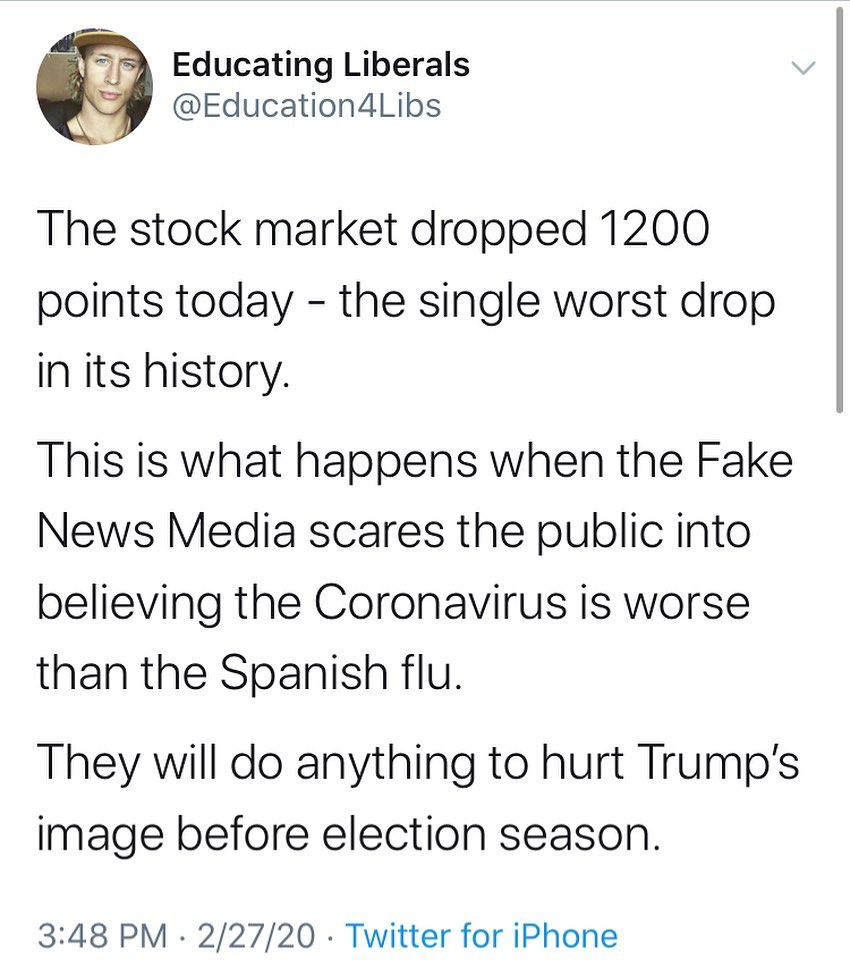 Educating Liberals
@Education4Libs
The stock market dropped 1200
points today - the single worst drop
in its history.
This is what happens when the Fake
News Media scares the public into
believing the Coronavirus is worse
than the Spanish flu.
They will do anything to hurt Trump’s
image before election season.
3:48 PM · 2/27/20 · Twitter for iPhone